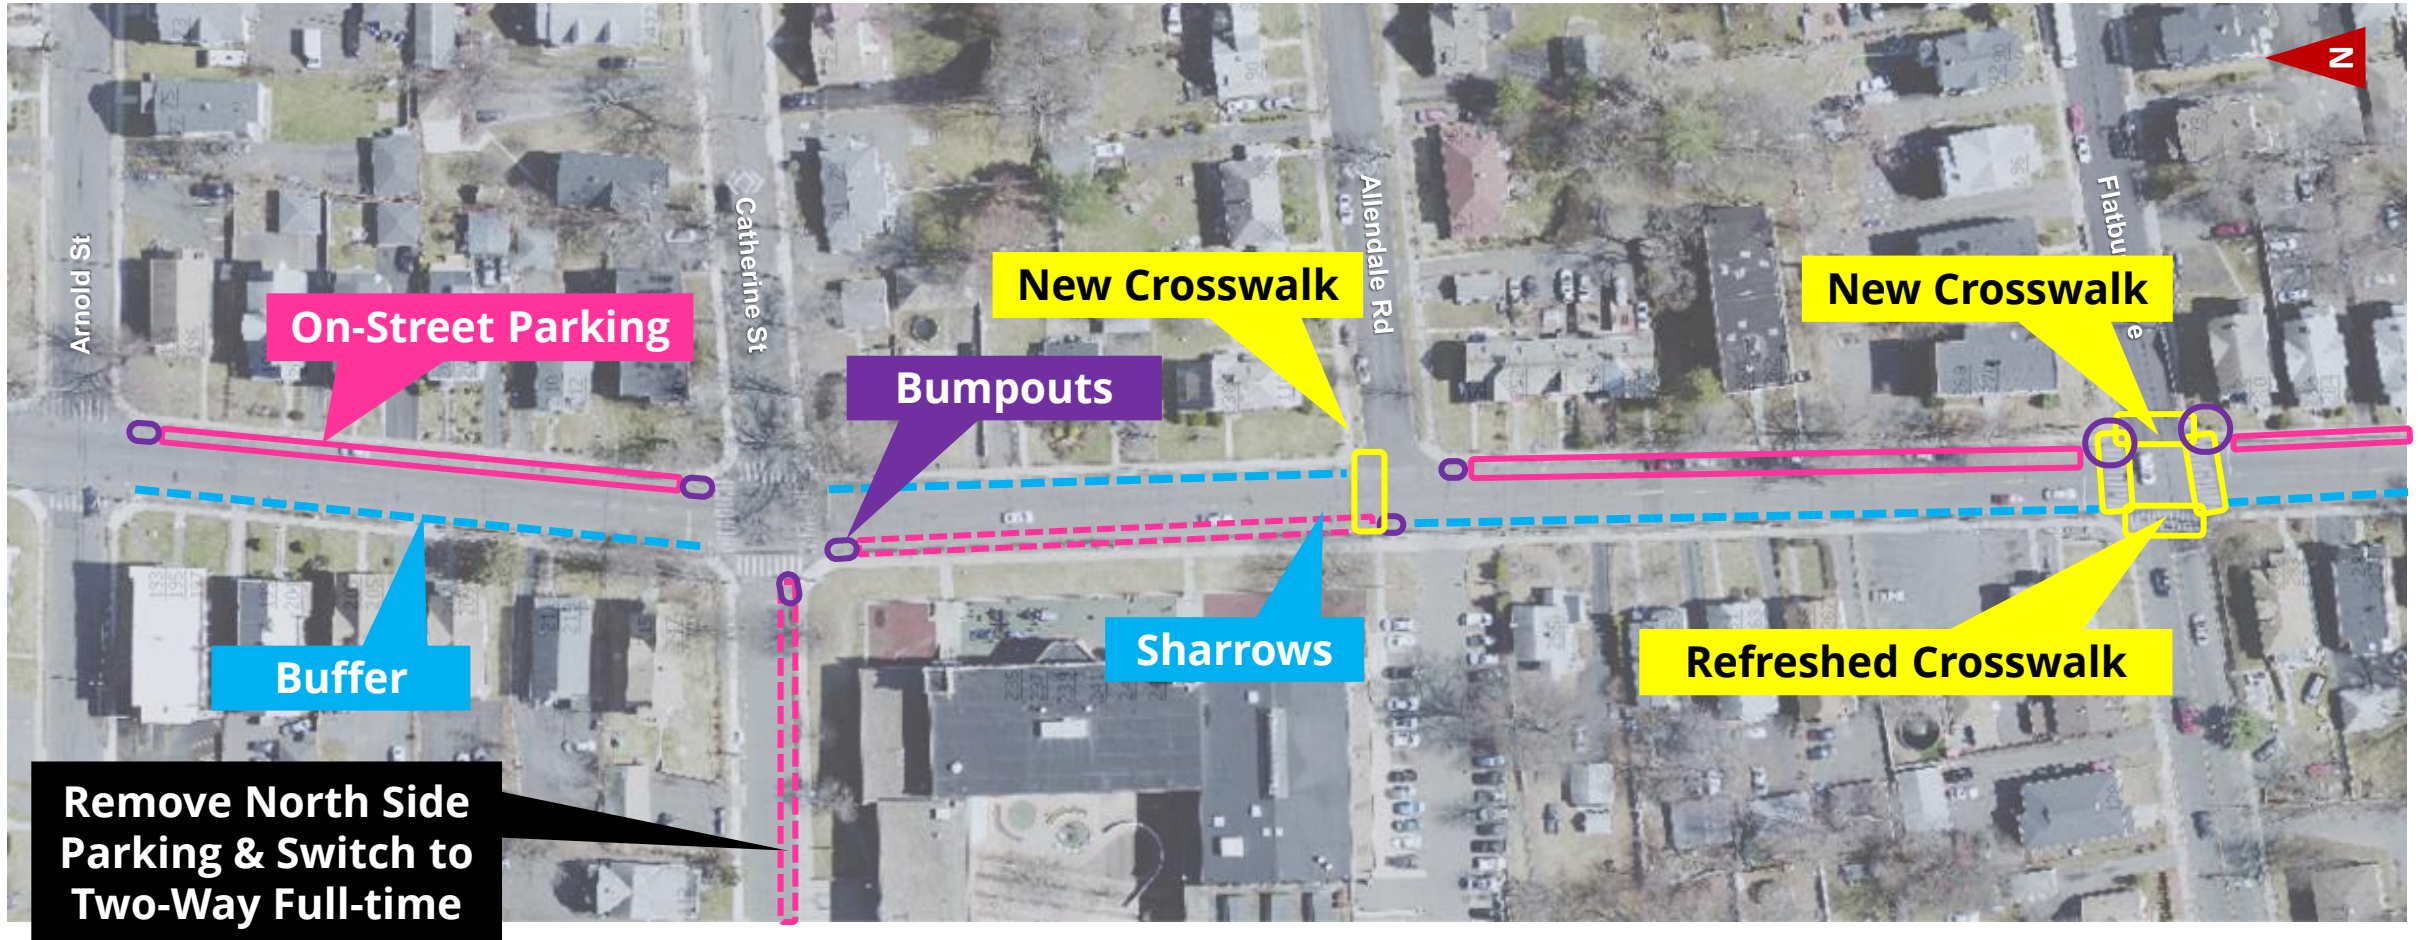 N
Arnold St
Catherine St
Allendale Rd
On-Street Parking
New Crosswalk
New Crosswalk
Bumpouts
Buffer
Sharrows
Refreshed Crosswalk
Remove North Side
Parking & Switch to
Two-Way Full-time